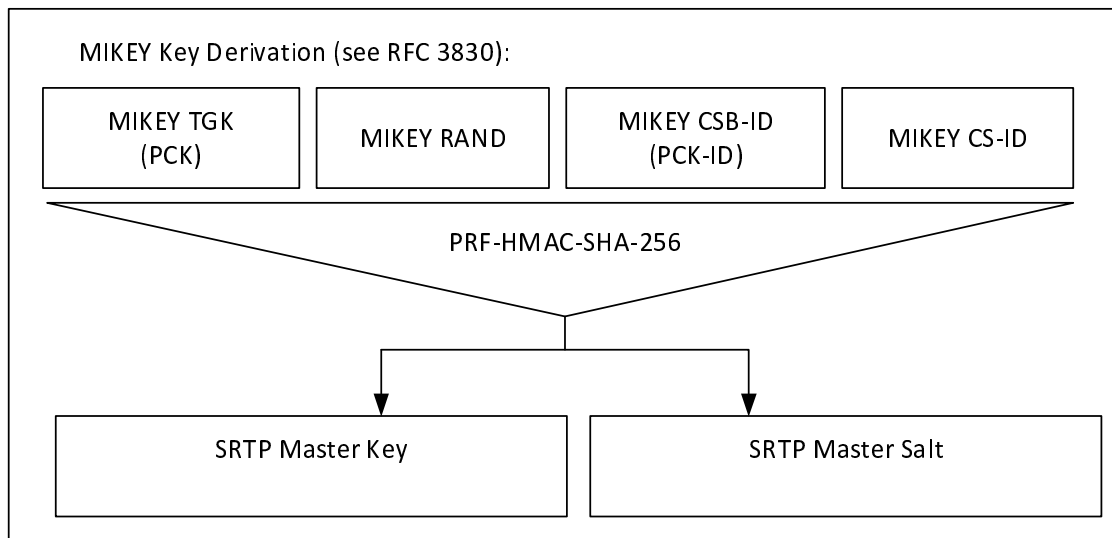 MIKEY Key Derivation (see RFC 3830):
MIKEY TGK
(PCK)
MIKEY RAND
MIKEY CSB-ID
(PCK-ID)
MIKEY CS-ID
PRF-HMAC-SHA-256
SRTP Master Key
SRTP Master Salt